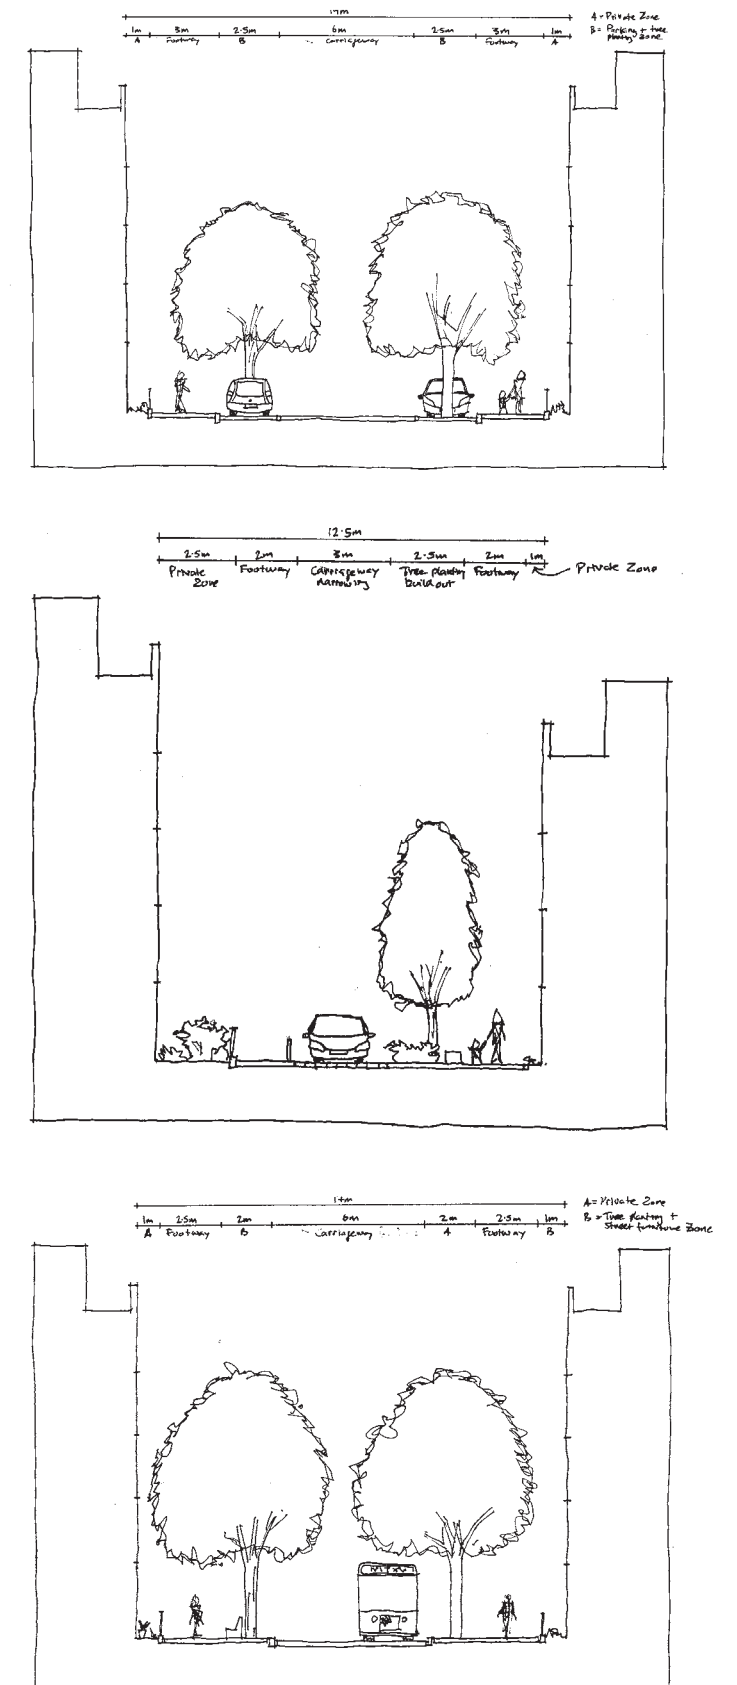 17m
1m 3m 2.5m 6m 2.5m 3m 1m
A Footway B Carriageway B Footway A
A = Private Zone
B = Parking + tree
planting zone
12.5m
2.5m 2m 3m 2.5m 2m 1m
Private
Zone
Footway
Carriageway
narrowing
Tree planting
build out
Footway
A
Private Zone
1m 2.5m 2m 6m 2m 2.5m 1m
A Footway B Carriageway A Footway B
A = Private Zone
B = Tree planting +
Street furniture Zone